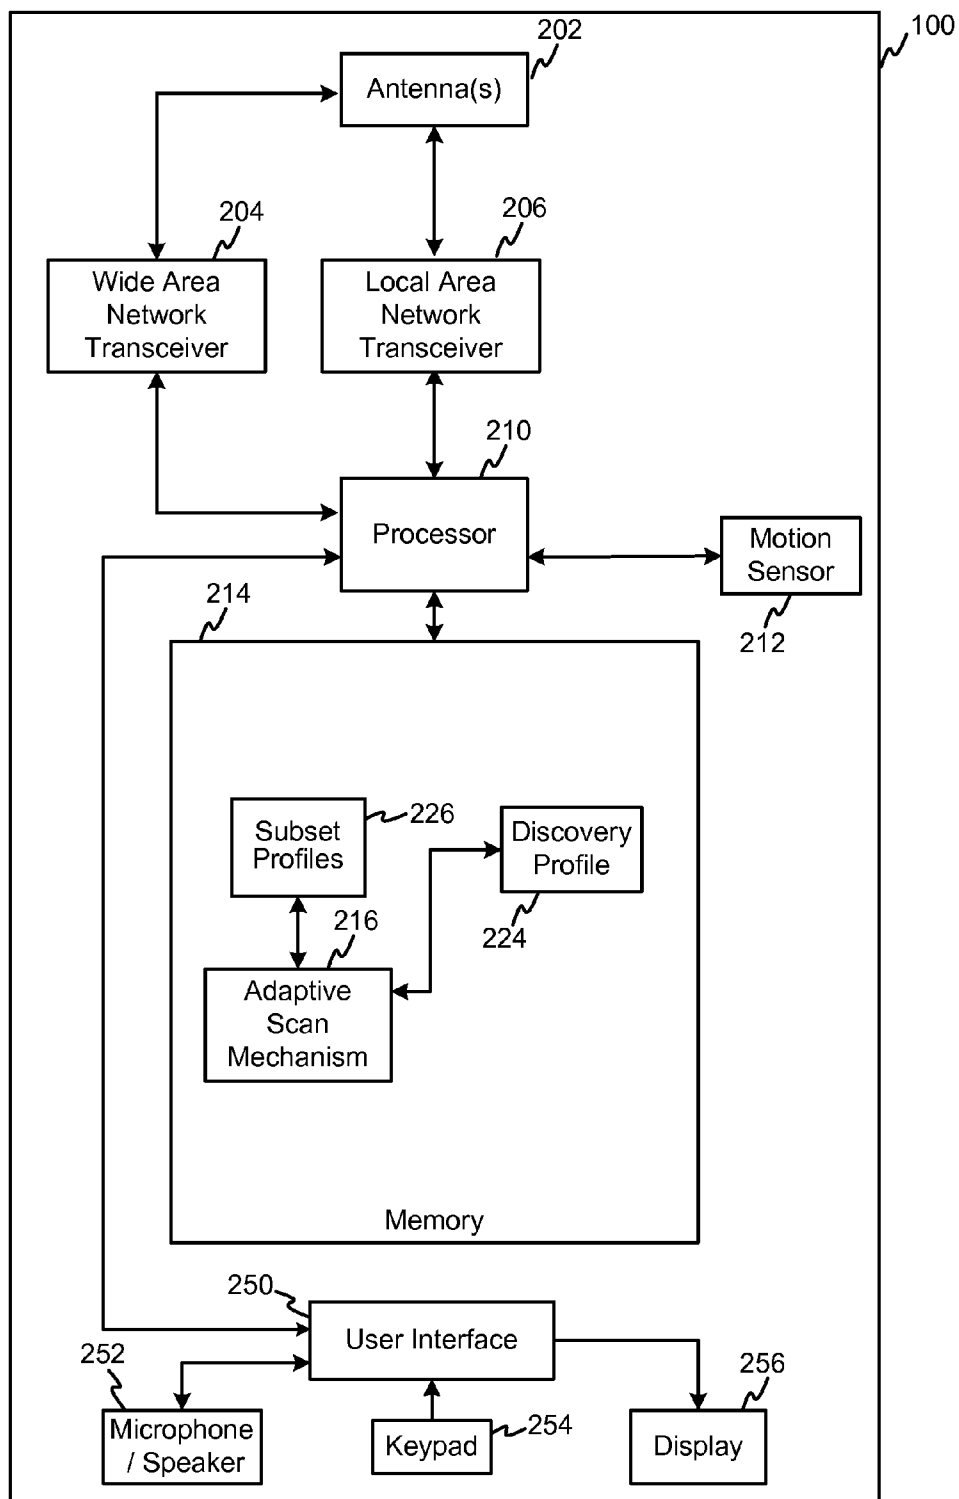 100
202
Antenna(s)
204
206
Wide Area
Network
Transceiver
Local Area
Network
Transceiver
210
Processor
Motion
Sensor
212
214
Subset
Profiles
226
Discovery
Profile
224
216
Adaptive
Scan
Mechanism
Memory
250
User Interface
252
Microphone
/ Speaker
Keypad
254
256
Display